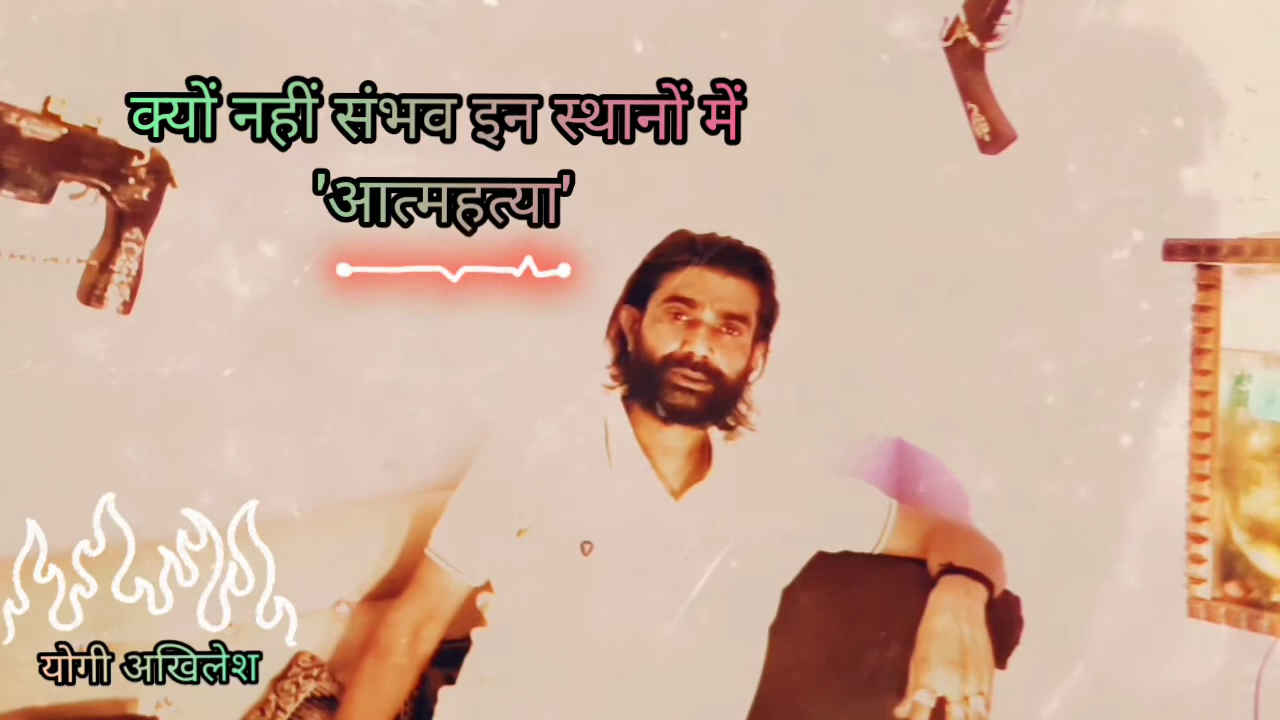 क्यों नहीं संभव इन स्थानों में
'आत्महत्या'
योगी अखिलेश